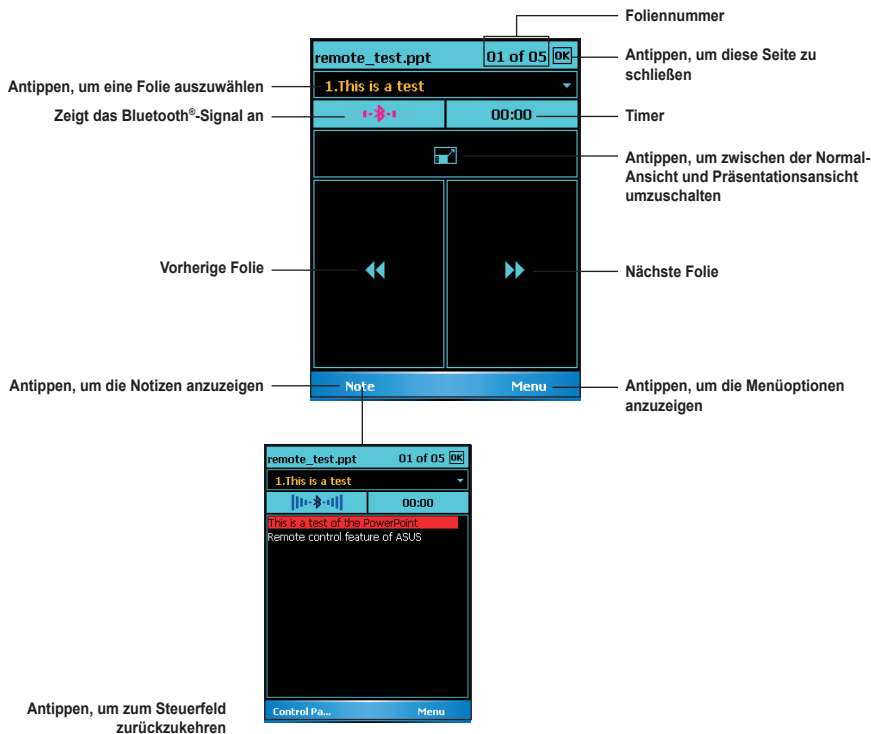 Foliennummer
remote_test.ppt 01 of 05 OK
Antippen, um diese Seite zu
schließen
Antippen, um eine Folie auszuwählen
1.This is a test
Zeigt das Bluetooth®-Signal an
00:00
Timer
Antippen, um zwischen der Normal-
Ansicht und Präsentationsansicht
umzuschalten
Vorherige Folie
Nächste Folie
Antippen, um die Notizen anzuzeigen
Note Menu
Antippen, um die Menüoptionen
anzuzeigen
remote_test.ppt 01 of 05 OK
1.This is a test
00:00
This is a test of the PowerPoint
Remote control feature of ASUS
Control Pa... Menu
Antippen, um zum Steuerfeld
zurückzukehren